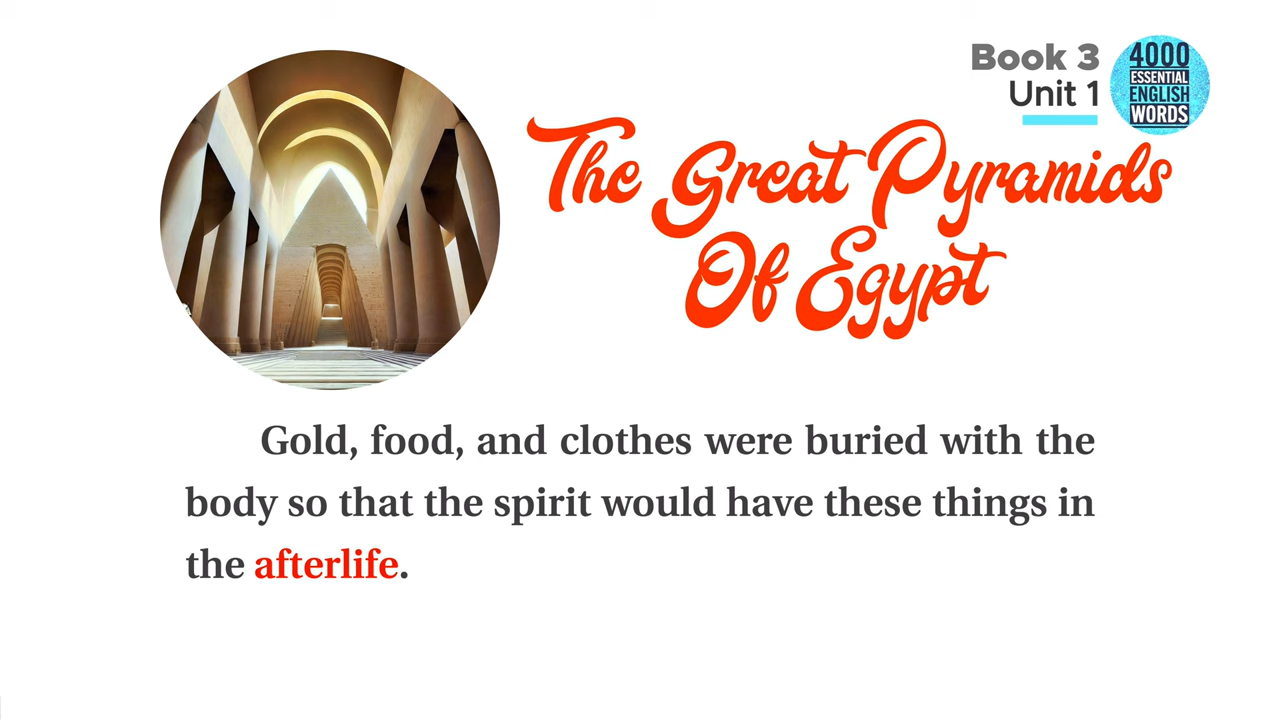 Book 3
Unit 1
4000
ESSENTIAL
ENGLISH
WORDS
The Great Pyramids
Of Egypt
Gold, food, and clothes were buried with the
body so that the spirit would have these things in
the afterlife.